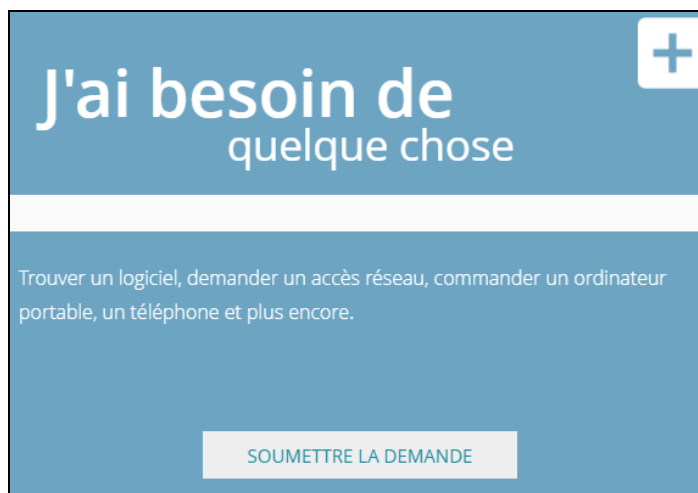 J'ai besoin de
quelque chose
Trouver un logiciel, demander un accès réseau, commander un ordinateur
portable, un téléphone et plus encore.
SOUMETTRE LA DEMANDE